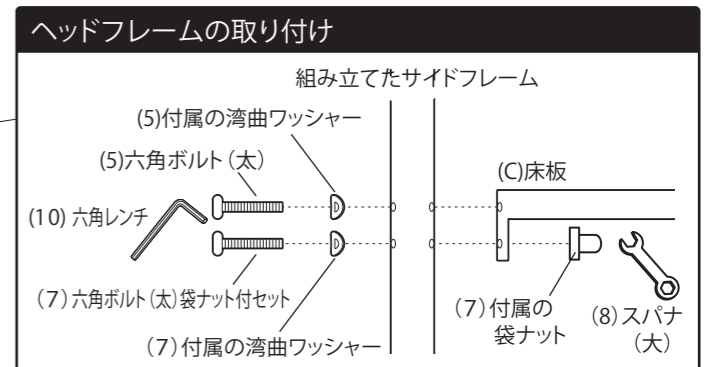 ヘッドフレームの取り付け
組み立てたサイドフレーム
(5)付属の湾曲ワッシャー
(5)六角ボルト（太）
(C)床板
(10) 六角レンチ
（7）六角ボルト（太）袋ナット付セット
（7）付属の
袋ナット
(8)スパナ
（大）
（7）付属の湾曲ワッシャー